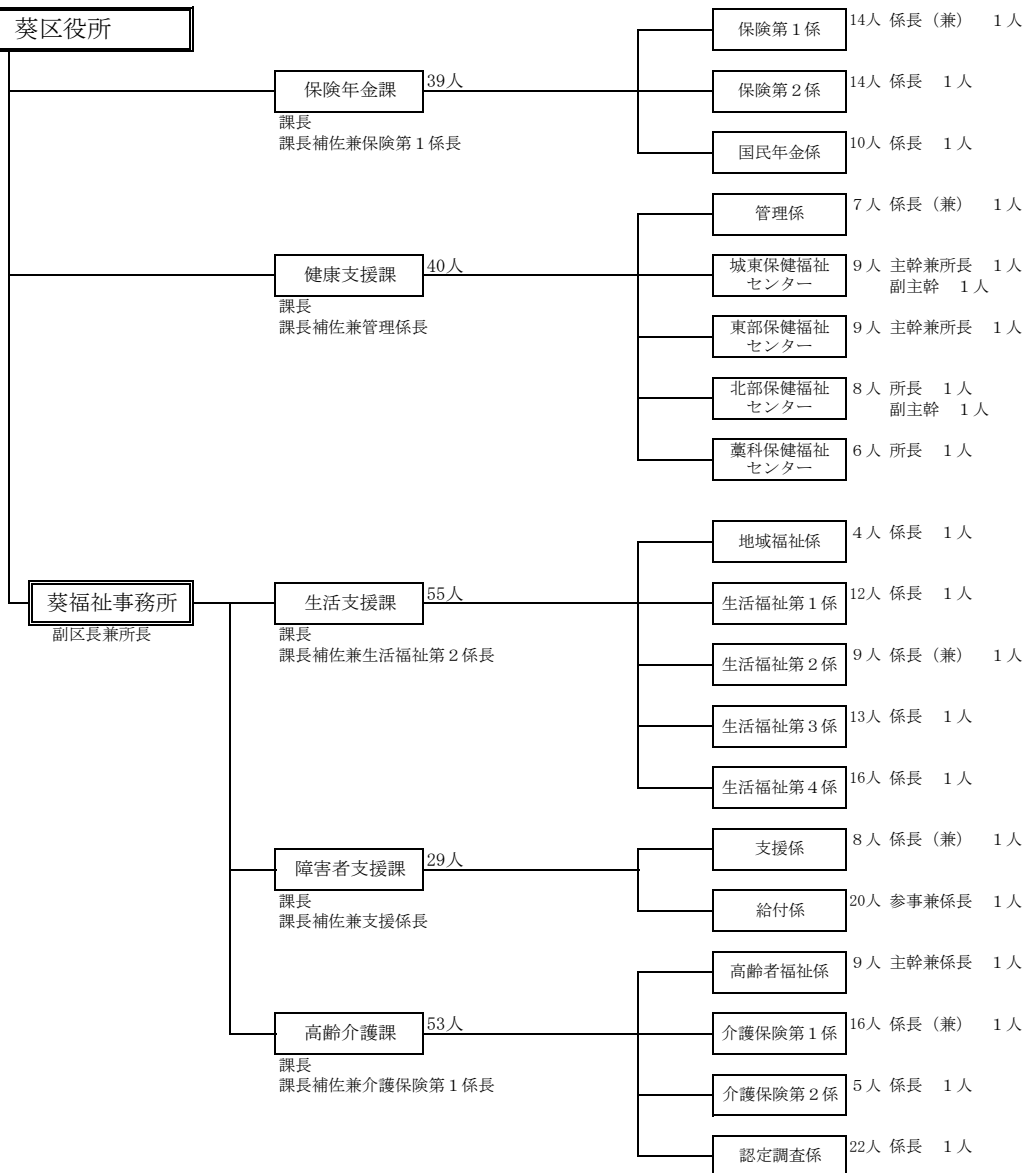 葵区役所
保険年金課 39人
課長
課長補佐兼保険第１係長
保険第１係 14人 係長（兼） １人
保険第２係 14人 係長 １人
国民年金係 10人 係長 １人
健康支援課 40人
課長
課長補佐兼管理係長
管理係 ７人 係長（兼） １人
城東保健福祉
センター
９人 主幹兼所長 １人
副主幹 １人
東部保健福祉
センター
９人 主幹兼所長 １人
北部保健福祉
センター
８人 所長 １人
副主幹 １人
藁科保健福祉
センター
６人 所長 １人
葵福祉事務所
副区長兼所長
生活支援課 55人
課長
課長補佐兼生活福祉第２係長
地域福祉係 ４人 係長 １人
生活福祉第１係 12人 係長 １人
生活福祉第２係 ９人 係長（兼） １人
生活福祉第３係 13人 係長 １人
生活福祉第４係 16人 係長 １人
障害者支援課 29人
課長
課長補佐兼支援係長
支援係 ８人 係長（兼） １人
給付係 20人 参事兼係長 １人
高齢介護課 53人
課長
課長補佐兼介護保険第１係長
高齢者福祉係 ９人 主幹兼係長 １人
介護保険第１係 16人 係長（兼） １人
介護保険第２係 ５人 係長 １人
認定調査係 22人 係長 １人